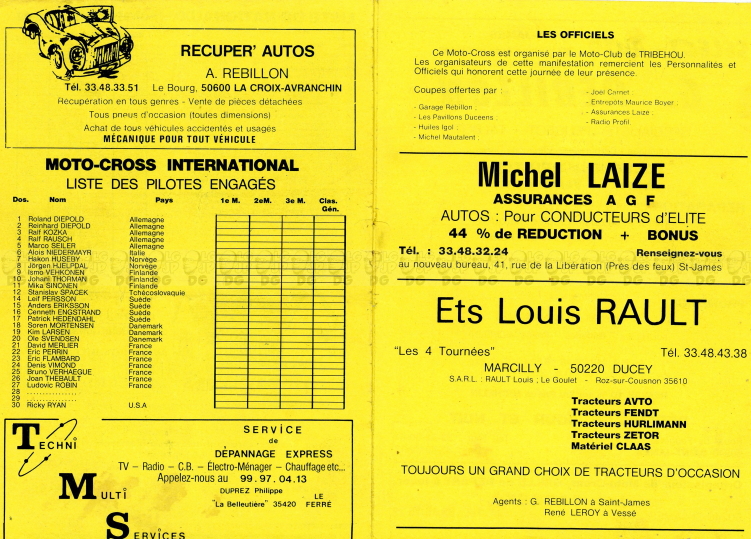 RECUPER' AUTOS
A. REBILLON
Tél. 33.48.33.51 Le Bourg, 50600 LA CROIX-AVRANCHIN
Récupération en tous genres - Vente de pièces détachées
Tous pneus d'occasion (toutes dimensions)
Achat de tous véhicules accidentés et usagés
MÉCANIQUE POUR TOUT VÉHICULE
MOTO-CROSS INTERNATIONAL
LISTE DES PILOTES ENGAGÉS
Dos. Nom Pays 1e M. 2eM. 3e M. Clas. Gén.
1 Roland DIEPOLD Allemagne
2 Reinhard DIEPOLD Allemagne
3 Ralf KOZKA Allemagne
4 Ralf RAUSCH Allemagne
5 Marco SEILER Allemagne
6 Alois NIEDERMAYR Italie
7 Hakon HUSEBY Norvège
8 Jörgen HJELPDAL Norvège
9 Ismo VEHKONEN Finlande
10 Johani THORMANN Finlande
11 Mika SINONEN Finlande
12 Stanislav SPACEK Tchécoslovaquie
14 Leif PERSSON Suède
15 Anders ERIKSSON Suède
16 Cenneth ENGSTRAND Suède
17 Patrick HEDENDAHL Suède
18 Soren MORTENSEN Danemark
19 Kim LARSEN Danemark
20 Ole SVENDSEN Danemark
21 David MERLIER France
22 Eric PERRIN France
23 Eric FLAMBARD France
24 Denis VIMOND France
25 Bruno VERHAEGUE France
26 Joan THEBAULT France
27 Ludovic ROBIN France
28 ................
29 ................
30 Ricky RYAN U.S.A
TECHNI
MULTI
SERVICES
SERVICE
de
DÉPANNAGE EXPRESS
TV – Radio – C.B. – Électro-Ménager – Chauffage etc...
Appelez-nous au 99.97.04.13
DUPREZ Philippe
"La Belleutière" 35420 LE FERRÉ
LES OFFICIELS
Ce Moto-Cross est organisé par le Moto-Club de TRIBEHOU.
Les organisateurs de cette manifestation remercient les Personnalités et
Officiels qui honorent cette journée de leur présence.
Coupes offertes par :
- Garage Rebillon :
- Les Pavillons Duceens :
- Huiles Igol :
- Michel Mautalent :
- Joël Carnet :
- Entrepôts Maurice Boyer :
- Assurances Laize :
- Radio Profil.
Michel LAIZE
ASSURANCES A G F
AUTOS : Pour CONDUCTEURS d'ELITE
44 % de REDUCTION + BONUS
Tél. : 33.48.32.24 Renseignez-vous
au nouveau bureau, 41, rue de la Libération (Près des feux) St-James
Ets Louis RAULT
"Les 4 Tournées" Tél. 33.48.43.38
MARCILLY - 50220 DUCEY
S.A.R.L. : RAULT Louis ; Le Goulet - Roz-sur-Cousnon 35610
Tracteurs AVTO
Tracteurs FENDT
Tracteurs HURLIMANN
Tracteurs ZETOR
Matériel CLAAS
TOUJOURS UN GRAND CHOIX DE TRACTEURS D'OCCASION
Agents : G. REBILLON à Saint-James
René LEROY à Vessé